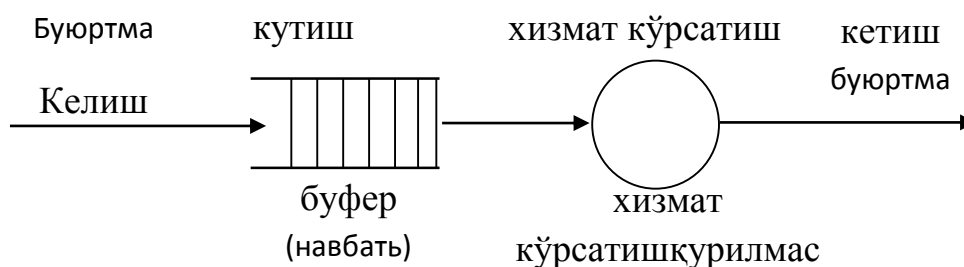 Буюртма
кутиш
хизмат кўрсатиш
кетиш
буюртма
Келиш
буфер
(навбать)
хизмат
кўрсатишқурилмас